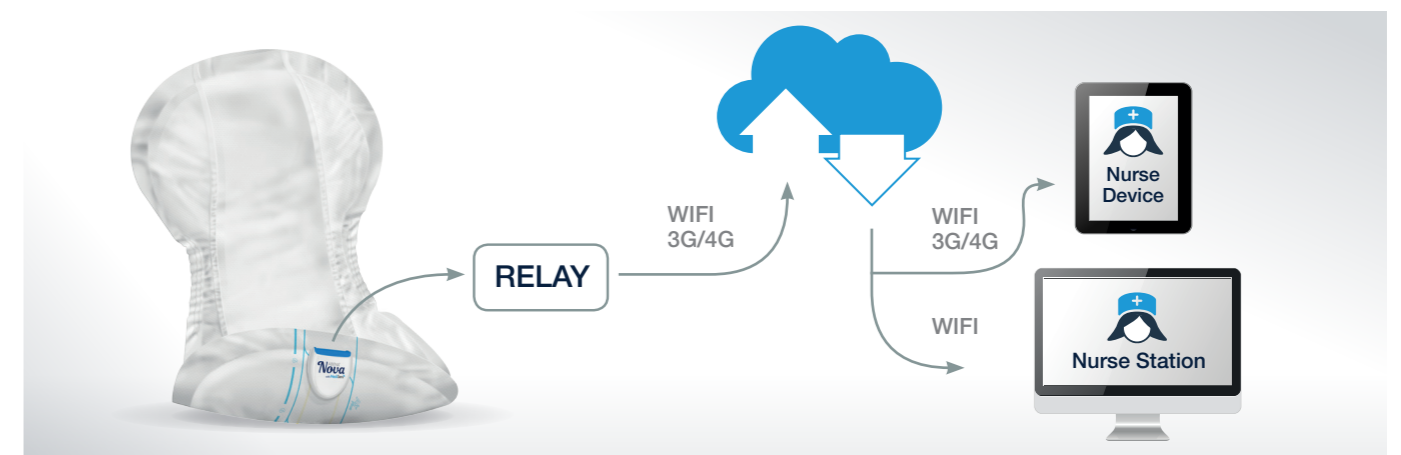 Nova
RELAY
WIFI
3G/4G
WIFI
3G/4G
WIFI
Nurse
Device
Nurse Station